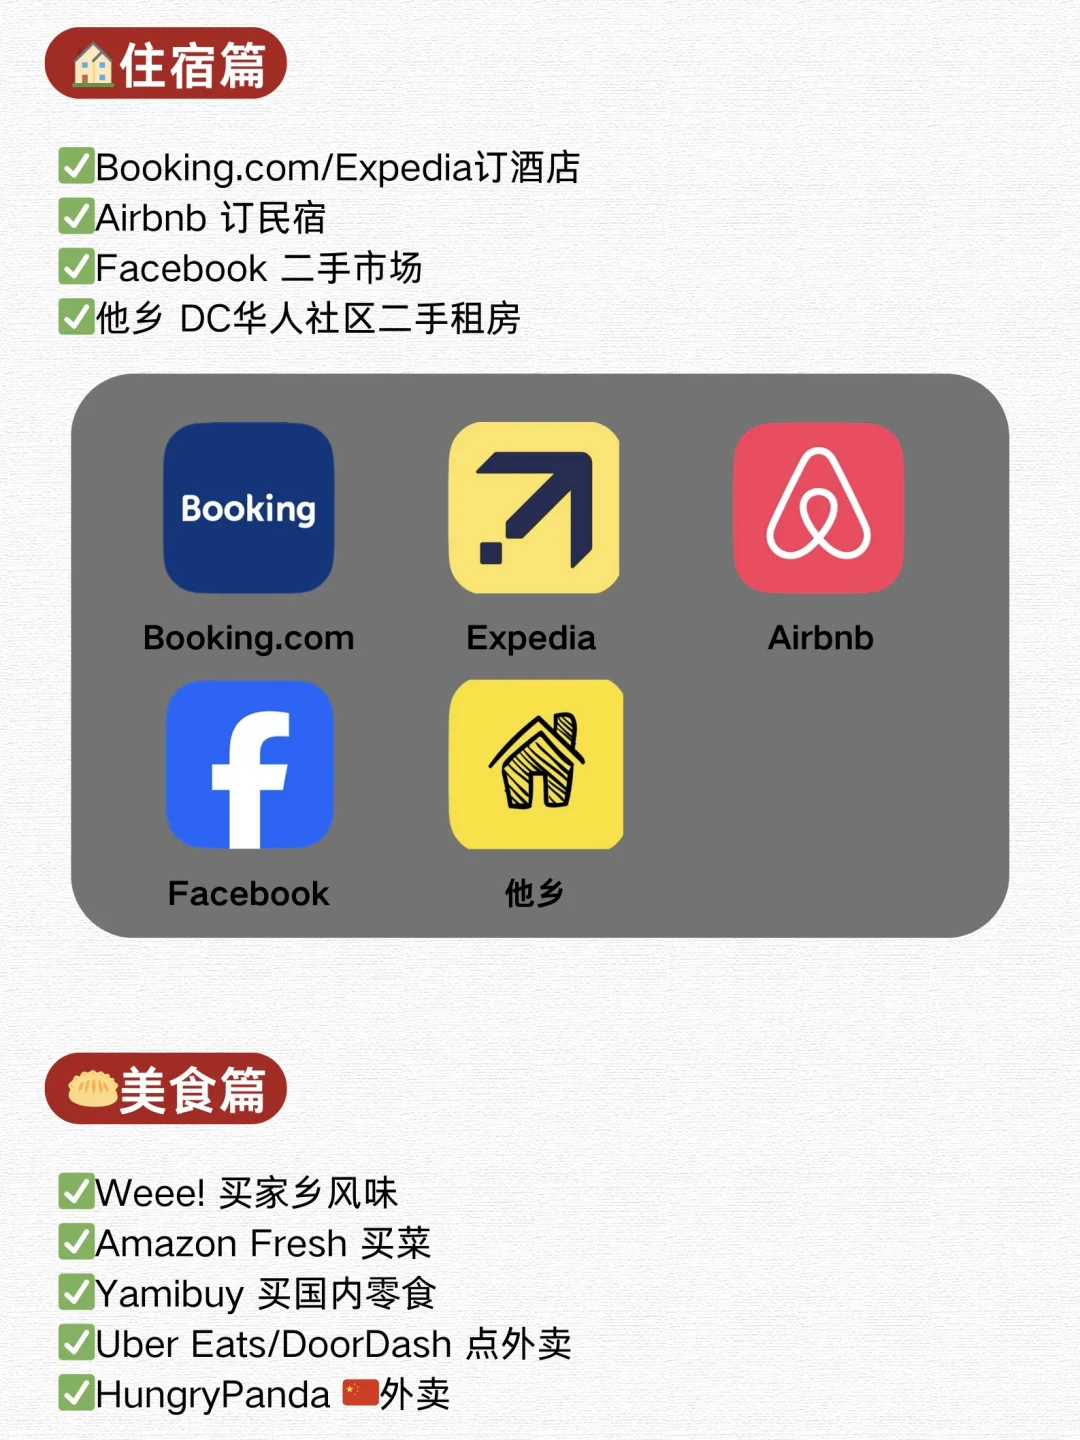 🏠住宿篇
✅Booking.com/Expedia订酒店
✅Airbnb 订民宿
✅Facebook 二手市场
✅他乡 DC华人社区二手租房
Booking
Booking.com Expedia Airbnb
Facebook 他乡
🥟美食篇
✅Weee! 买家乡风味
✅Amazon Fresh 买菜
✅Yamibuy 买国内零食
✅Uber Eats/DoorDash 点外卖
✅HungryPanda 🇨🇳外卖